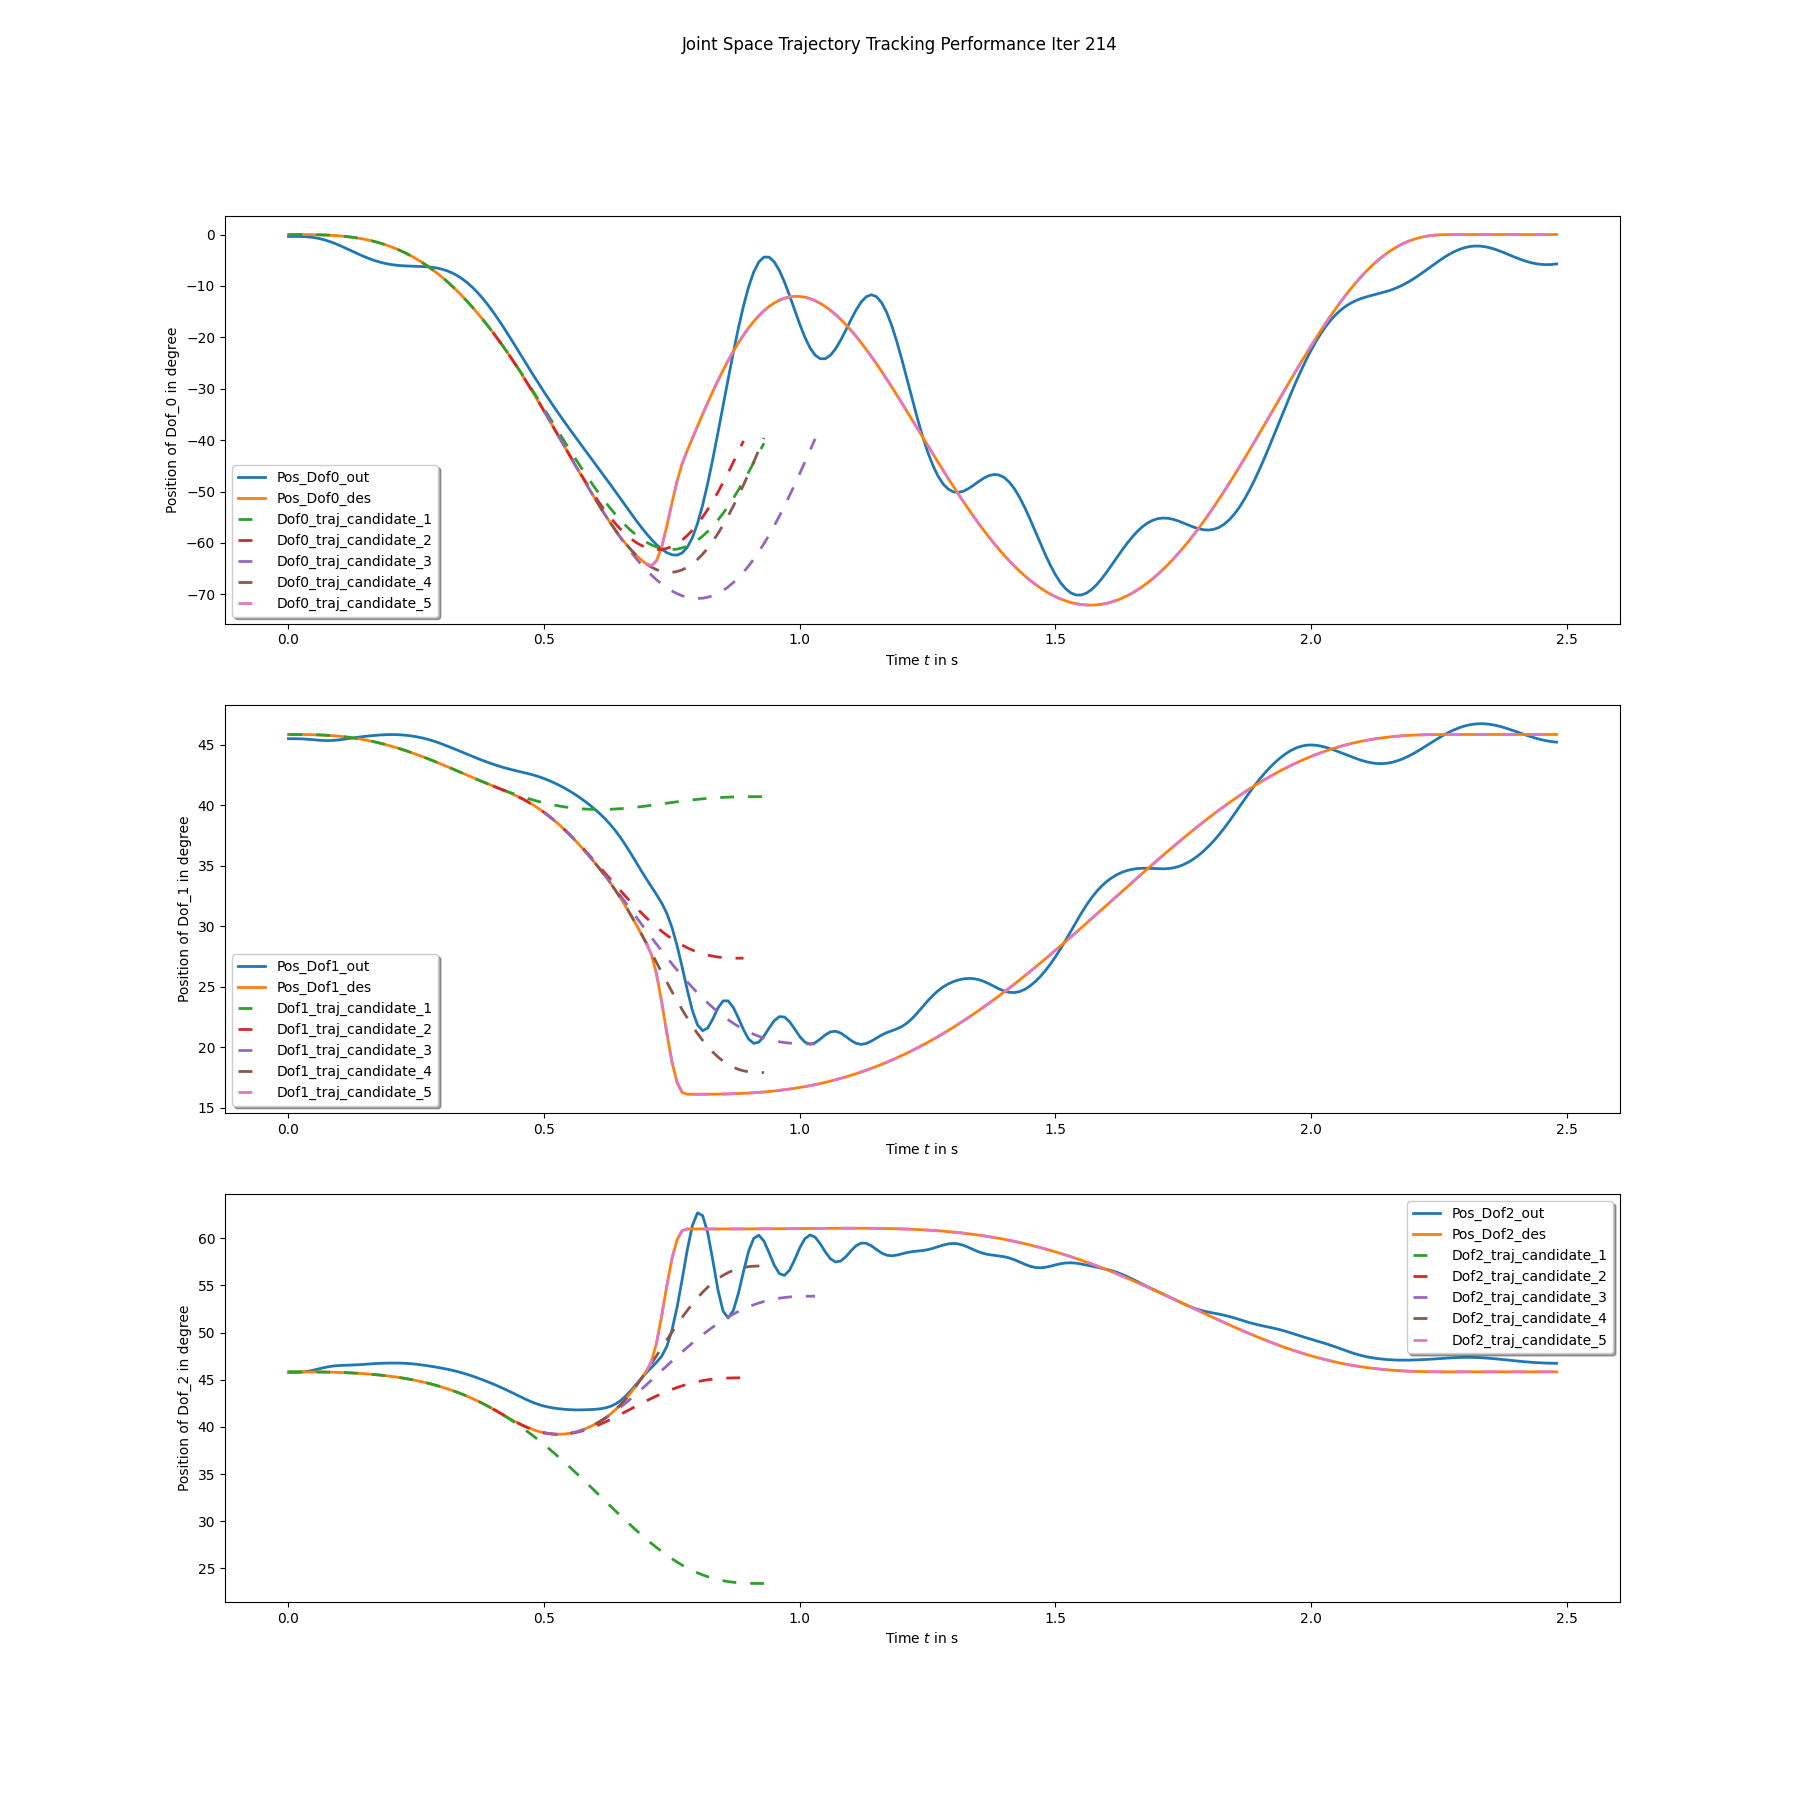 Joint Space Trajectory Tracking Performance Iter 214
0
−10
−20
−30
−40
−50
−60
−70
Position of Dof_0 in degree
Pos_Dof0_out
Pos_Dof0_des
Dof0_traj_candidate_1
Dof0_traj_candidate_2
Dof0_traj_candidate_3
Dof0_traj_candidate_4
Dof0_traj_candidate_5
0.0 0.5 1.0 1.5 2.0 2.5
Time t in s
45
40
35
30
25
20
15
Position of Dof_1 in degree
Pos_Dof1_out
Pos_Dof1_des
Dof1_traj_candidate_1
Dof1_traj_candidate_2
Dof1_traj_candidate_3
Dof1_traj_candidate_4
Dof1_traj_candidate_5
0.0 0.5 1.0 1.5 2.0 2.5
Time t in s
60
55
50
45
40
35
30
25
Position of Dof_2 in degree
Pos_Dof2_out
Pos_Dof2_des
Dof2_traj_candidate_1
Dof2_traj_candidate_2
Dof2_traj_candidate_3
Dof2_traj_candidate_4
Dof2_traj_candidate_5
0.0 0.5 1.0 1.5 2.0 2.5
Time t in s